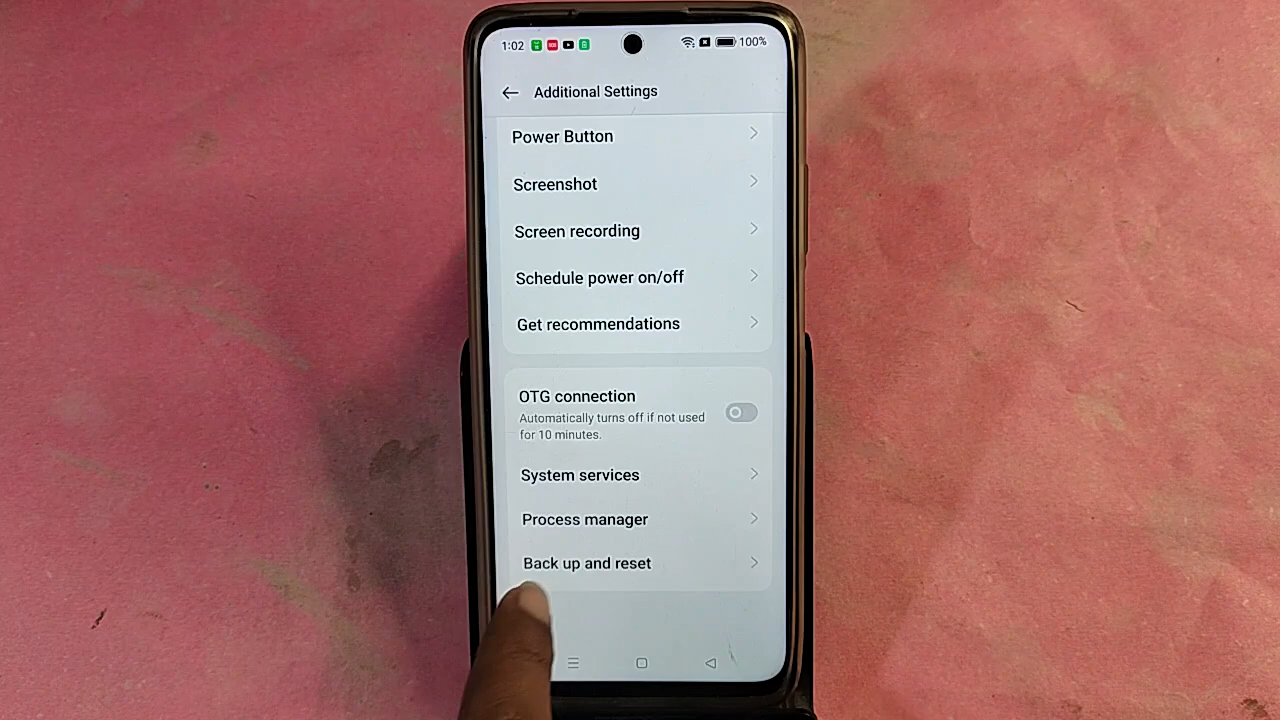 1:02 100%
Additional Settings
Power Button
Screenshot
Screen recording
Schedule power on/off
Get recommendations
OTG connection
Automatically turns off if not used
for 10 minutes.
System services
Process manager
Back up and reset